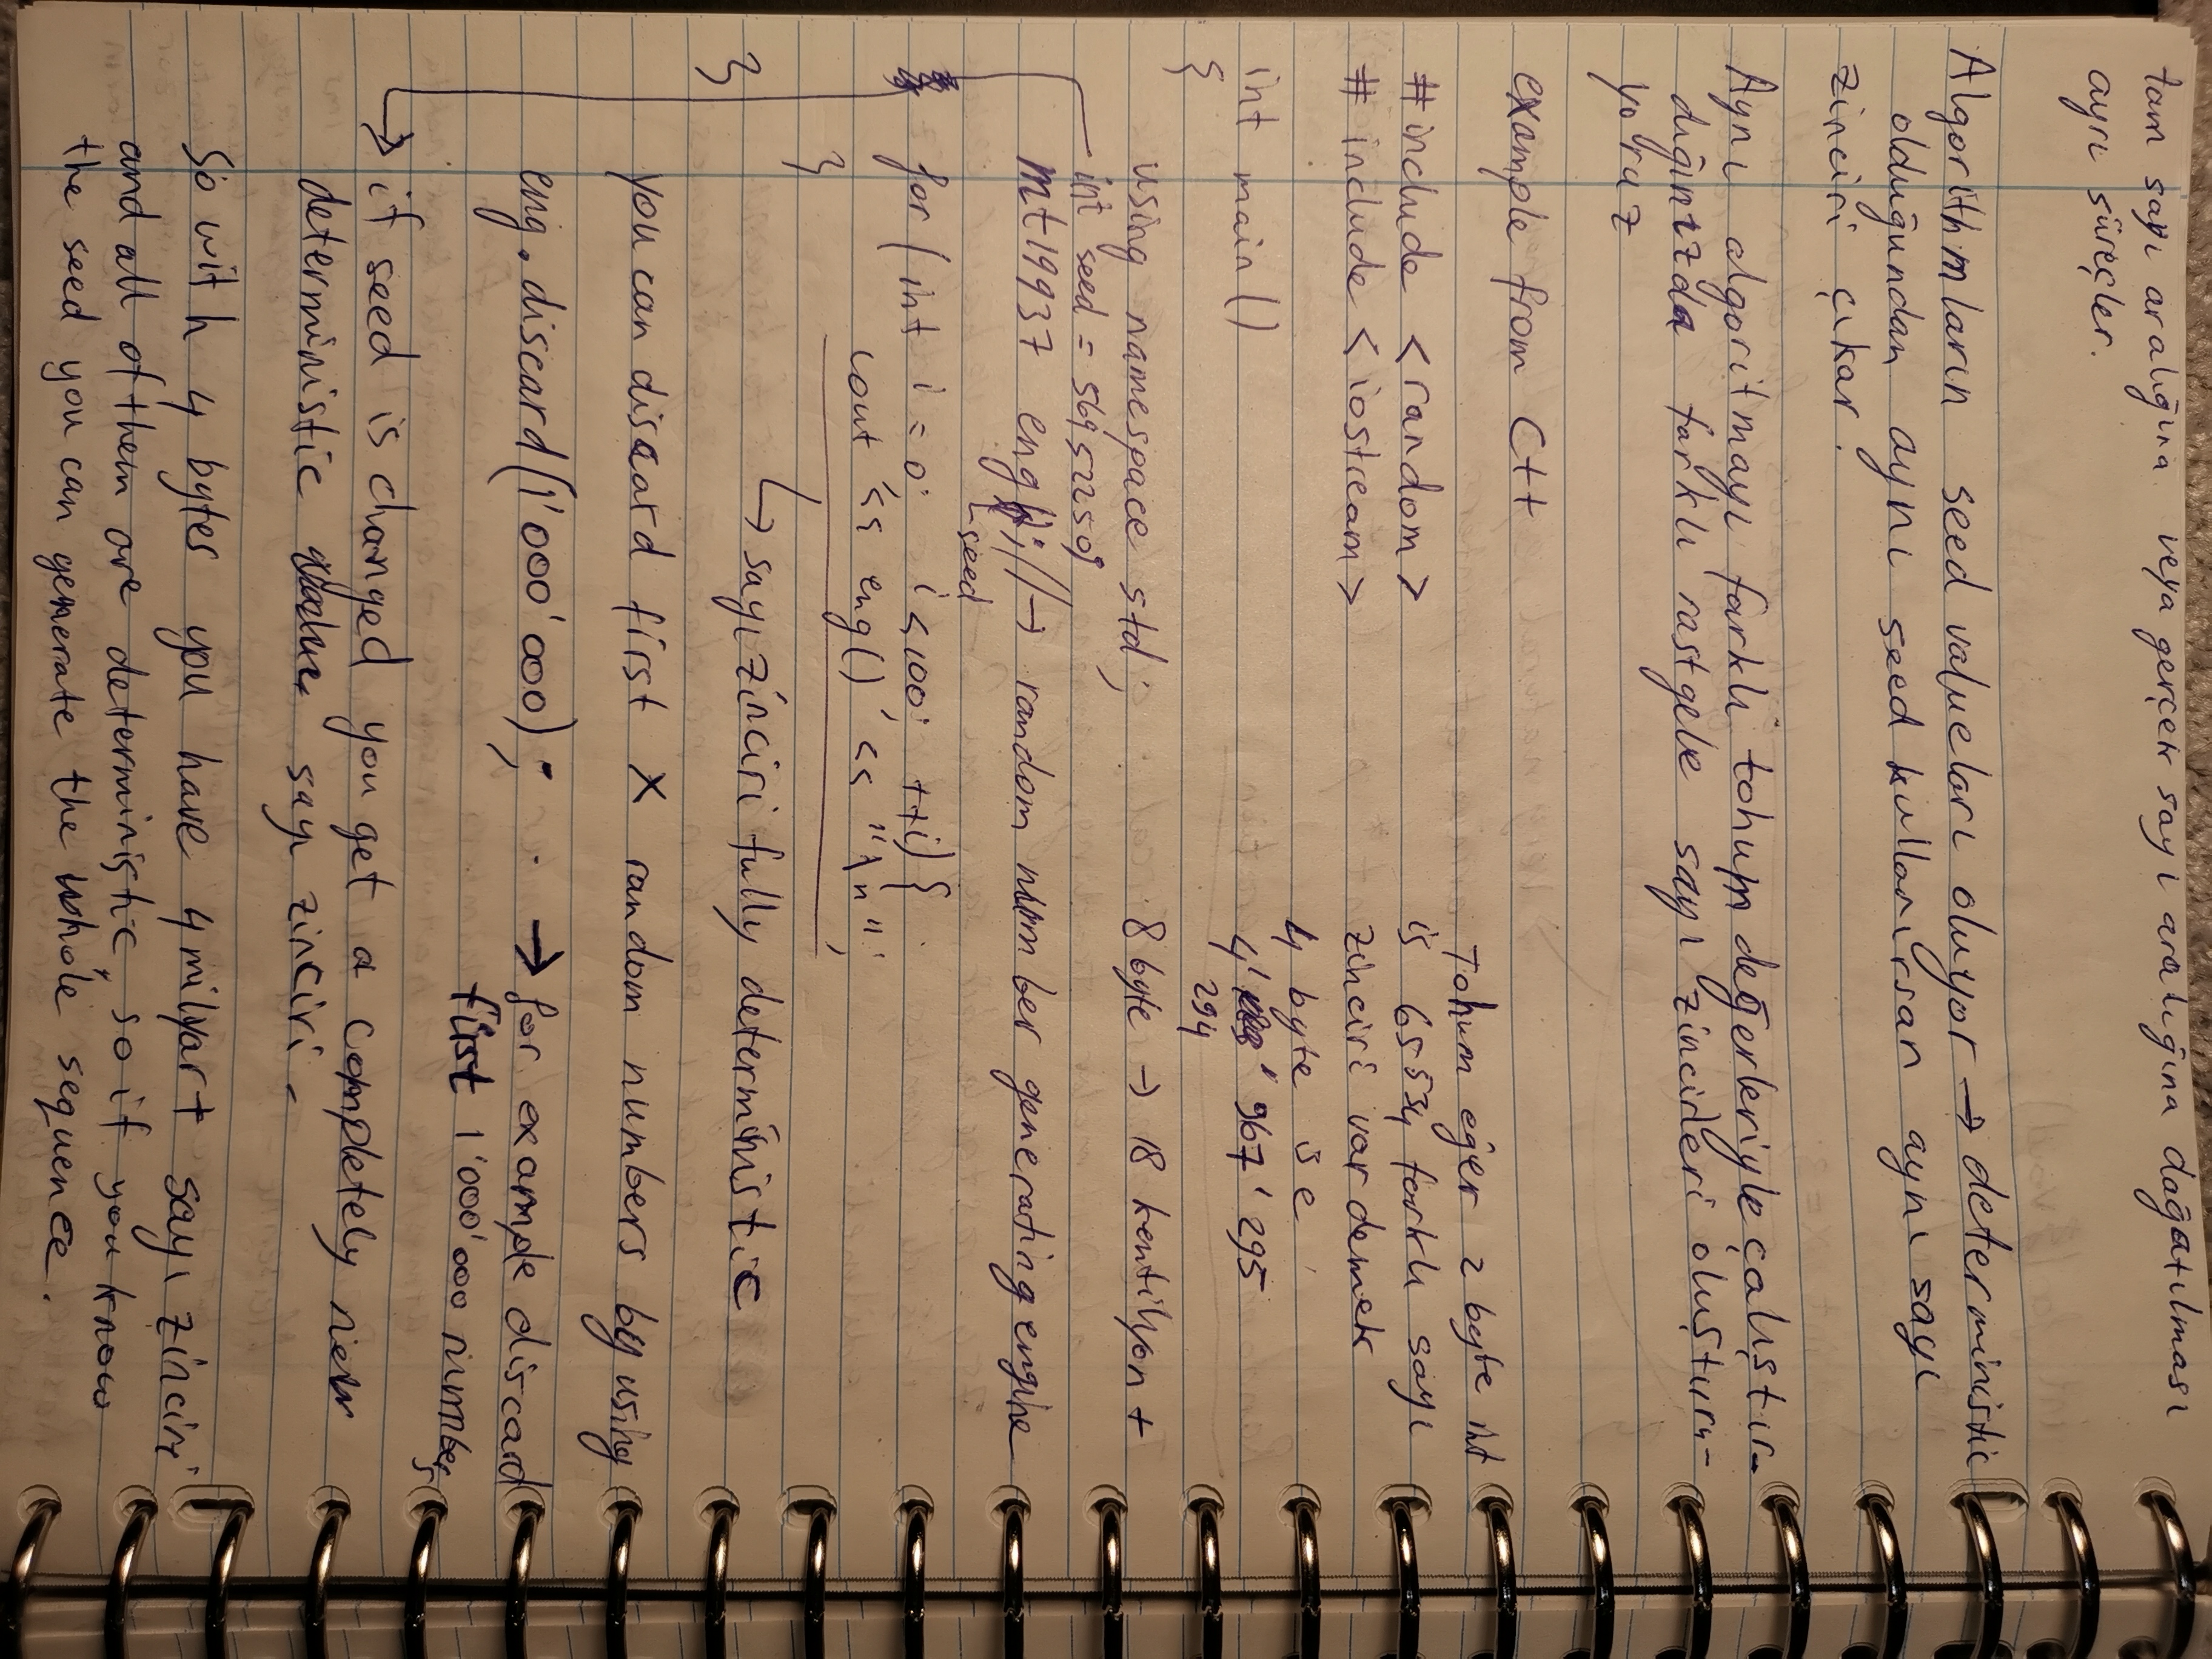 tam sayı aralığına veya gerçek sayı aralığına dağatılması
ayrı süreçler.
Algorithmların seed valueları oluyor → deterministic
olduğundan aynı seed kullanırsan aynı sayı
zinciri çıkar.
Aynı algoritmayı farklı tohum değerleriyle çalıştır-
dığınızda farklı rastgele sayı zincirleri oluşturu-
yoruz
example from C++
#include <random>
# include <iostream>
int main()
{
using namespace std;
int seed = 56952250;
mt19937 eng(); // → random number generating engine
seed
for (int i = 0; i<100; ++i) {
cout << eng() << "\n";
}
→ sayı zinciri fully deterministic
}
Tohum eğer 2 byte int
is 65534 farklı sayı
zinciri var demek
4 byte ise
4' ' 967' 295
294
8 byte → 18 kentilyon +
you can discard first X random numbers by using
eng.discard(1'000'000); → for example discard
first 1'000'000 numbers
→ if seed is changed you get a completely new
deterministic sayı zinciri.
So with 4 bytes you have 4 milyar+ sayı zinciri
and all of them are deterministic, so if you know
the seed you can generate the whole sequence.